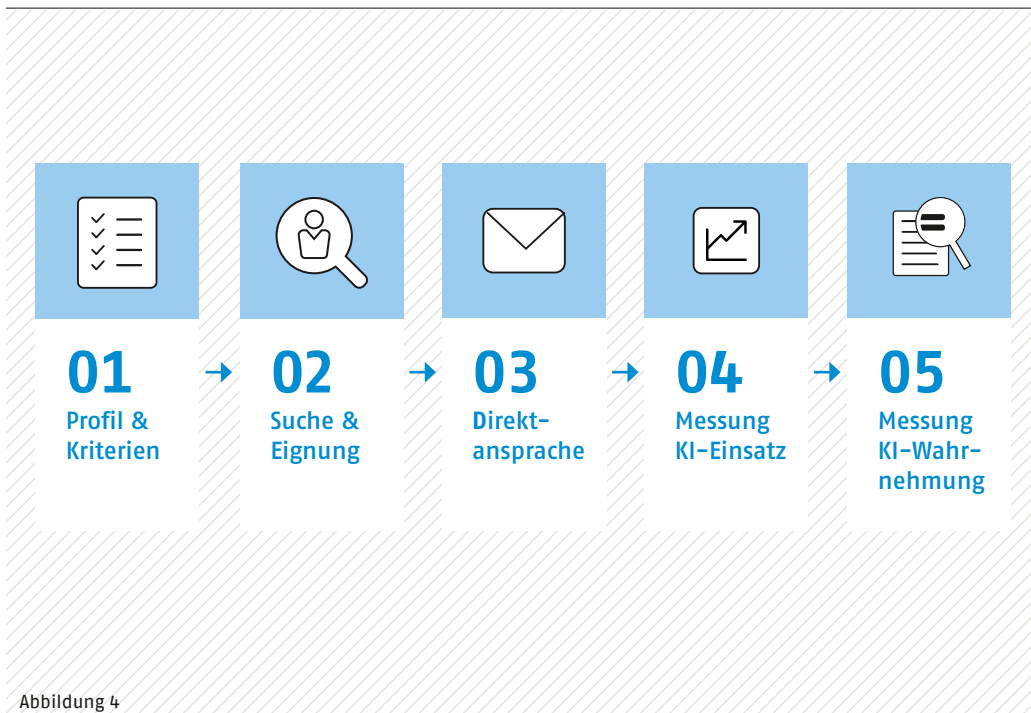 01
Profil &
Kriterien
02
Suche &
Eignung
03
Direkt-
ansprache
04
Messung
KI-Einsatz
05
Messung
KI-Wahr-
nehmung
Abbildung 4